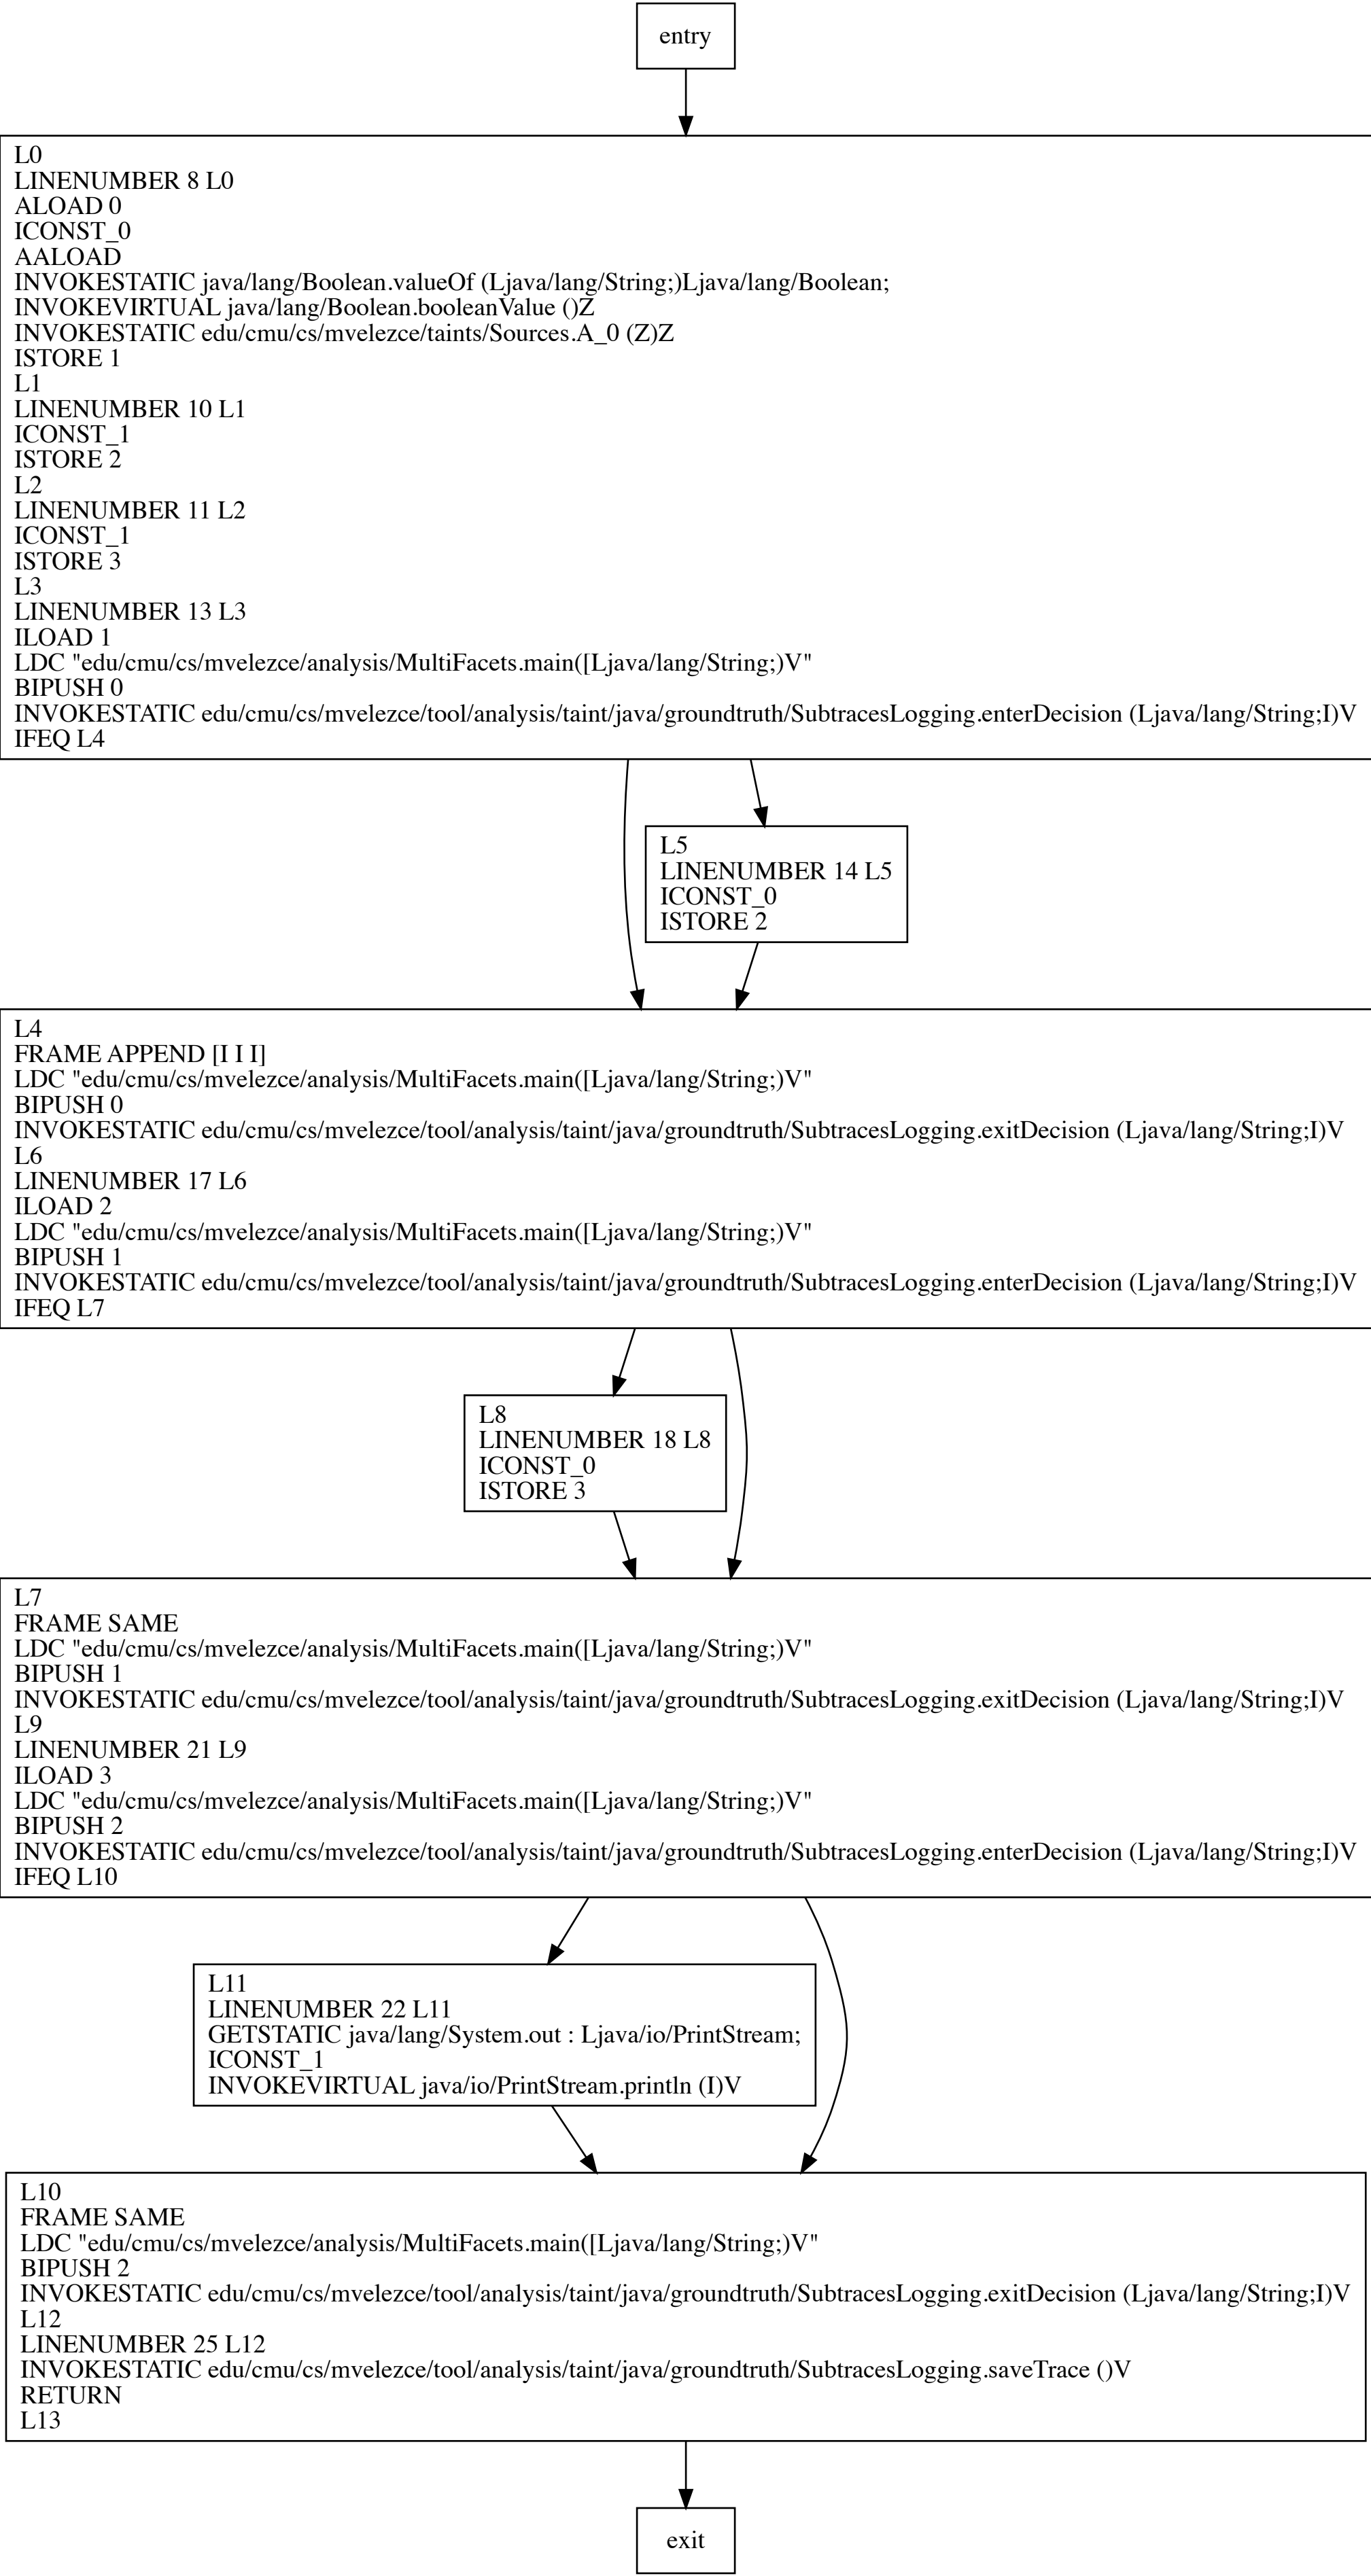 entry
L0
LINENUMBER 8 L0
ALOAD 0
ICONST_0
AALOAD
INVOKESTATIC java/lang/Boolean.valueOf (Ljava/lang/String;)Ljava/lang/Boolean;
INVOKEVIRTUAL java/lang/Boolean.booleanValue ()Z
INVOKESTATIC edu/cmu/cs/mvelezce/taints/Sources.A_0 (Z)Z
ISTORE 1
L1
LINENUMBER 10 L1
ICONST_1
ISTORE 2
L2
LINENUMBER 11 L2
ICONST_1
ISTORE 3
L3
LINENUMBER 13 L3
ILOAD 1
LDC "edu/cmu/cs/mvelezce/analysis/MultiFacets.main([Ljava/lang/String;)V"
BIPUSH 0
INVOKESTATIC edu/cmu/cs/mvelezce/tool/analysis/taint/java/groundtruth/SubtracesLogging.enterDecision (Ljava/lang/String;I)V
IFEQ L4
L5
LINENUMBER 14 L5
ICONST_0
ISTORE 2
L4
FRAME APPEND [I I I]
LDC "edu/cmu/cs/mvelezce/analysis/MultiFacets.main([Ljava/lang/String;)V"
BIPUSH 0
INVOKESTATIC edu/cmu/cs/mvelezce/tool/analysis/taint/java/groundtruth/SubtracesLogging.exitDecision (Ljava/lang/String;I)V
L6
LINENUMBER 17 L6
ILOAD 2
LDC "edu/cmu/cs/mvelezce/analysis/MultiFacets.main([Ljava/lang/String;)V"
BIPUSH 1
INVOKESTATIC edu/cmu/cs/mvelezce/tool/analysis/taint/java/groundtruth/SubtracesLogging.enterDecision (Ljava/lang/String;I)V
IFEQ L7
L8
LINENUMBER 18 L8
ICONST_0
ISTORE 3
L7
FRAME SAME
LDC "edu/cmu/cs/mvelezce/analysis/MultiFacets.main([Ljava/lang/String;)V"
BIPUSH 1
INVOKESTATIC edu/cmu/cs/mvelezce/tool/analysis/taint/java/groundtruth/SubtracesLogging.exitDecision (Ljava/lang/String;I)V
L9
LINENUMBER 21 L9
ILOAD 3
LDC "edu/cmu/cs/mvelezce/analysis/MultiFacets.main([Ljava/lang/String;)V"
BIPUSH 2
INVOKESTATIC edu/cmu/cs/mvelezce/tool/analysis/taint/java/groundtruth/SubtracesLogging.enterDecision (Ljava/lang/String;I)V
IFEQ L10
L11
LINENUMBER 22 L11
GETSTATIC java/lang/System.out : Ljava/io/PrintStream;
ICONST_1
INVOKEVIRTUAL java/io/PrintStream.println (I)V
L10
FRAME SAME
LDC "edu/cmu/cs/mvelezce/analysis/MultiFacets.main([Ljava/lang/String;)V"
BIPUSH 2
INVOKESTATIC edu/cmu/cs/mvelezce/tool/analysis/taint/java/groundtruth/SubtracesLogging.exitDecision (Ljava/lang/String;I)V
L12
LINENUMBER 25 L12
INVOKESTATIC edu/cmu/cs/mvelezce/tool/analysis/taint/java/groundtruth/SubtracesLogging.saveTrace ()V
RETURN
L13
exit